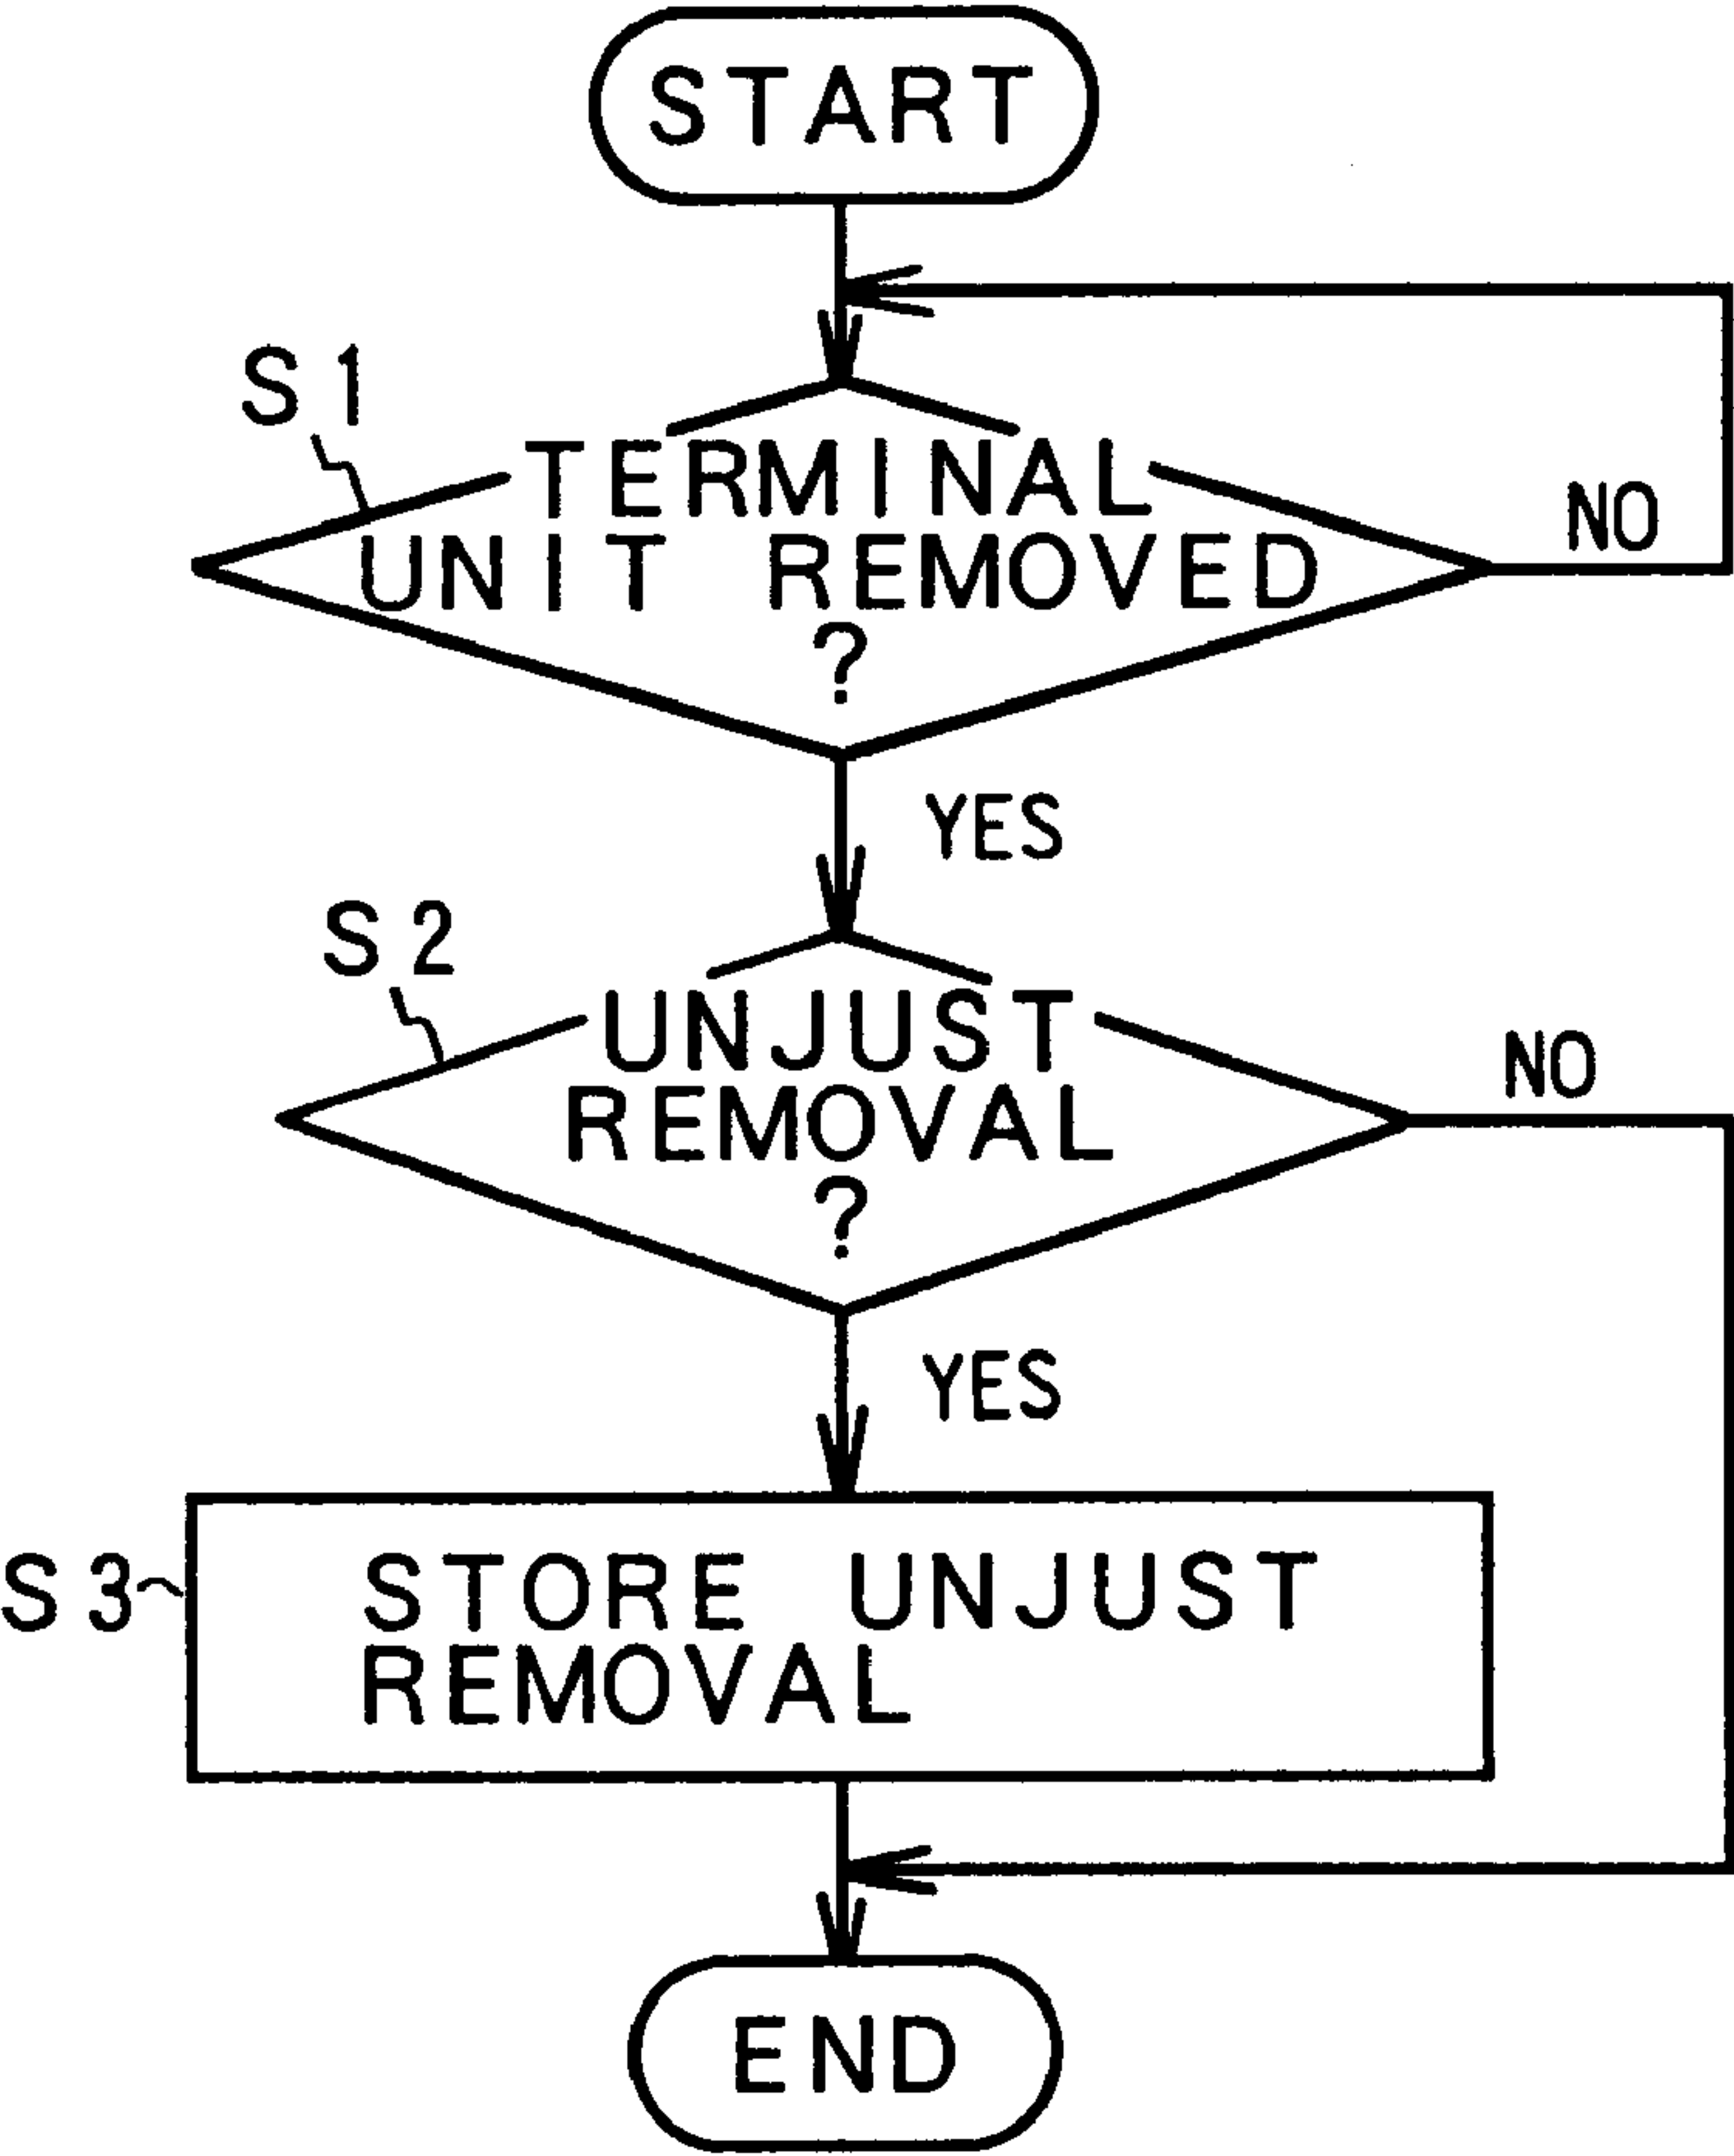 START
S1
TERMINAL
UNIT REMOVED
?
NO
YES
S2
UNJUST
REMOVAL
?
NO
YES
S3
STORE UNJUST
REMOVAL
END